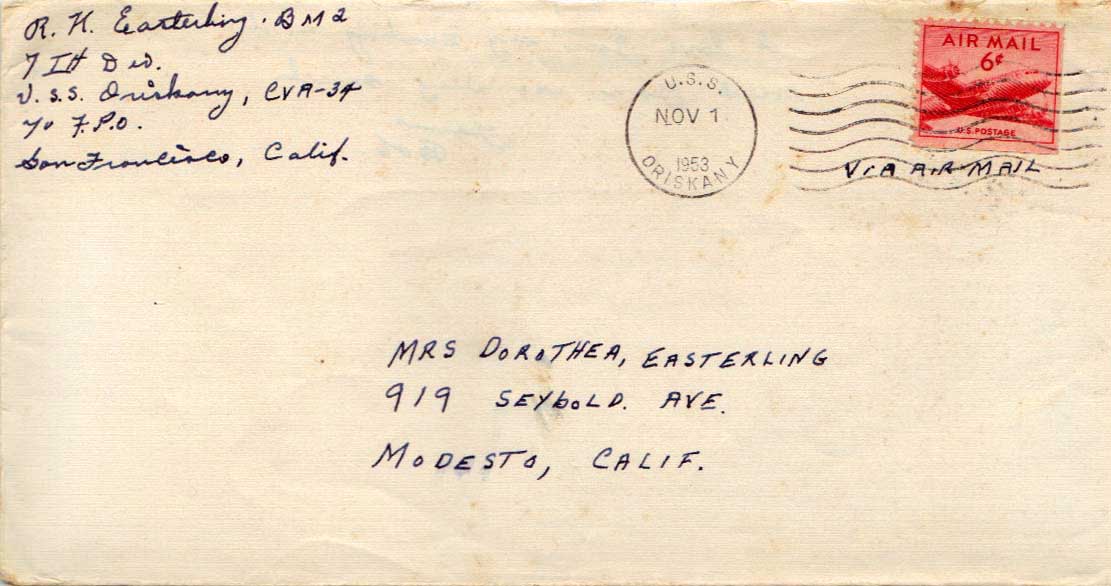 R. H. Easterling. BM2
7 th Div.
U.S.S. Oriskany, CVA-34
% F.P.O.
San Francisco, Calif.
U.S.S.
NOV 1
1953
ORISKANY
AIR MAIL
6¢
U.S. POSTAGE
VIA AIR MAIL
MRS DOROTHEA, EASTERLING
919 SEYBOLD. AVE.
MODESTO, CALIF.